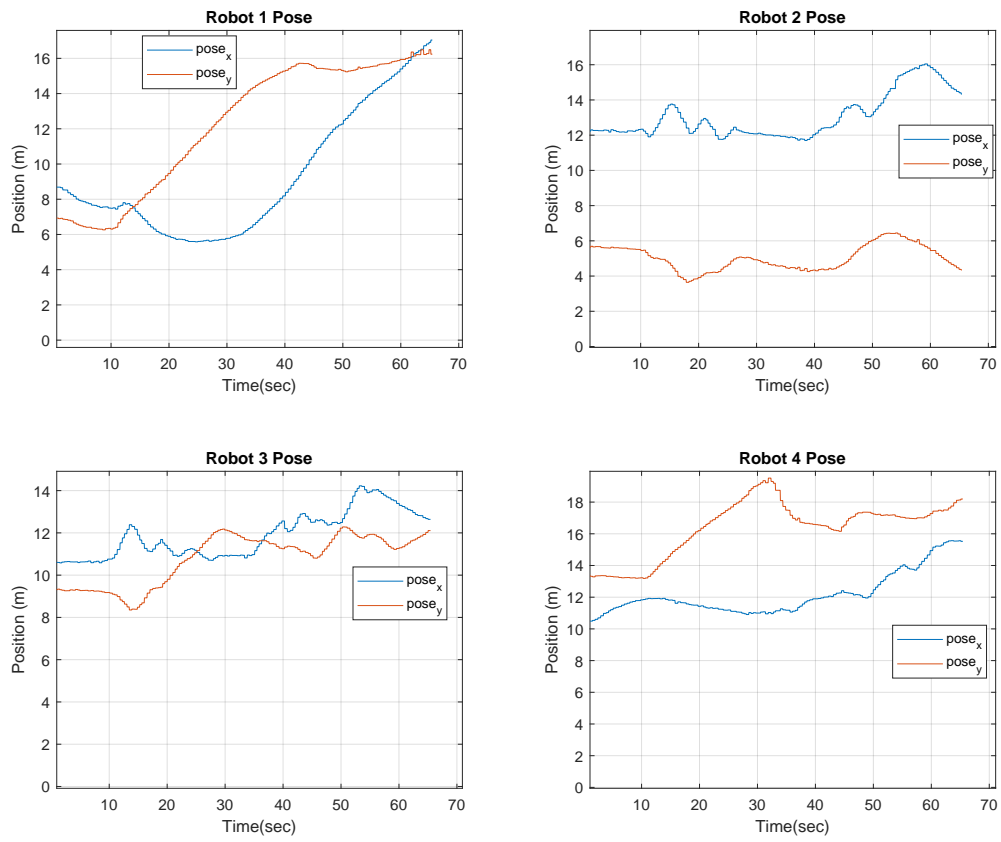 Robot 1 Pose
Position (m)
16
14
12
10
8
6
4
2
0
10 20 30 40 50 60 70
Time(sec)
pose_x
pose_y
Robot 2 Pose
Position (m)
16
14
12
10
8
6
4
2
0
10 20 30 40 50 60 70
Time(sec)
pose_x
pose_y
Robot 3 Pose
Position (m)
14
12
10
8
6
4
2
0
10 20 30 40 50 60 70
Time(sec)
pose_x
pose_y
Robot 4 Pose
Position (m)
18
16
14
12
10
8
6
4
2
0
10 20 30 40 50 60 70
Time(sec)
pose_x
pose_y